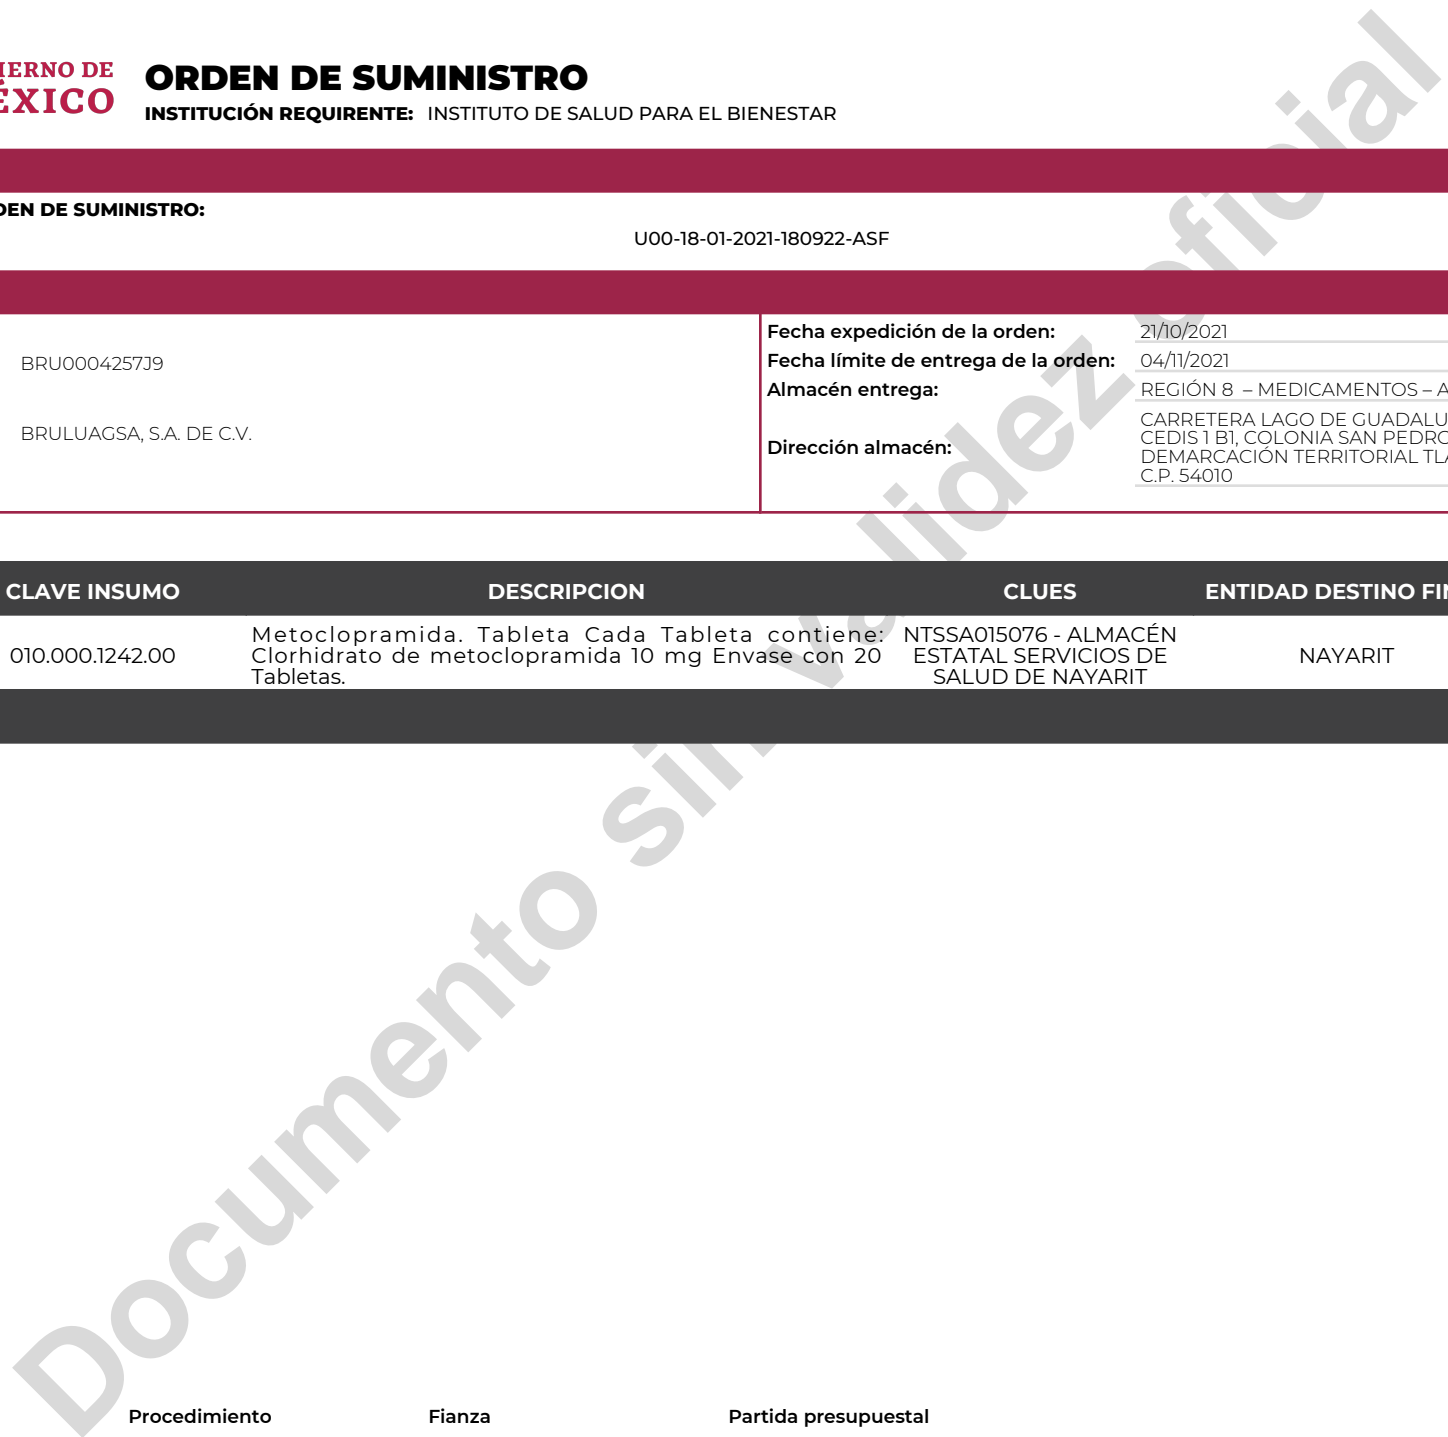 IERNO DE
ÉXICO
ORDEN DE SUMINISTRO
INSTITUCIÓN REQUIRENTE: INSTITUTO DE SALUD PARA EL BIENESTAR
DEN DE SUMINISTRO:
U00-18-01-2021-180922-ASF
BRU0004257J9
BRULUAGSA, S.A. DE C.V.
Fecha expedición de la orden: 21/10/2021
Fecha límite de entrega de la orden: 04/11/2021
Almacén entrega: REGIÓN 8 – MEDICAMENTOS – A
Dirección almacén:
CARRETERA LAGO DE GUADALU
CEDIS 1 B1, COLONIA SAN PEDRO
DEMARCACIÓN TERRITORIAL TLA
C.P. 54010
CLAVE INSUMO DESCRIPCION CLUES ENTIDAD DESTINO FIN
010.000.1242.00
Metoclopramida. Tableta Cada Tableta contiene:
Clorhidrato de metoclopramida 10 mg Envase con 20
Tabletas.
NTSSA015076 - ALMACÉN
ESTATAL SERVICIOS DE
SALUD DE NAYARIT
NAYARIT
Documento sin validez oficial
Procedimiento Fianza Partida presupuestal